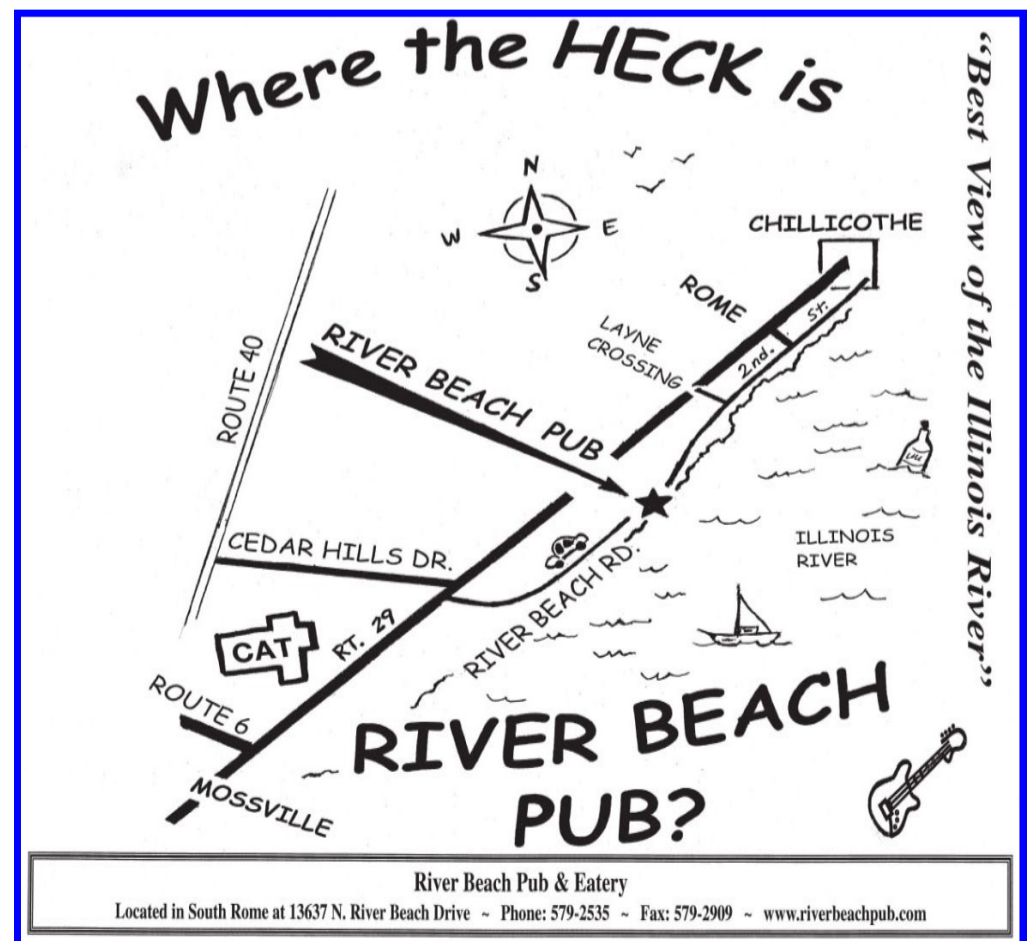 Where the HECK is
"Best View of the Illinois River"
N
W
E
S
CHILLICOTHE
ROME
LAYNE
CROSSING
2nd. St.
ROUTE 40
RIVER BEACH PUB
CEDAR HILLS DR.
ILLINOIS
RIVER
RIVER BEACH RD.
CAT
RT. 29
ROUTE 6
MOSSVILLE
RIVER BEACH
PUB?
River Beach Pub & Eatery
Located in South Rome at 13637 N. River Beach Drive ~ Phone: 579-2535 ~ Fax: 579-2909 ~ www.riverbeachpub.com